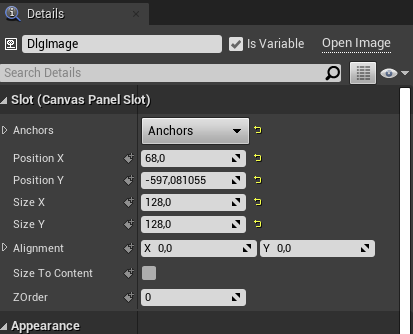 Details
DlgImage Is Variable Open Image
Search Details
Slot (Canvas Panel Slot)
Anchors Anchors
Position X 68,0
Position Y -597,081055
Size X 128,0
Size Y 128,0
Alignment X 0,0 Y 0,0
Size To Content
ZOrder 0
Appearance